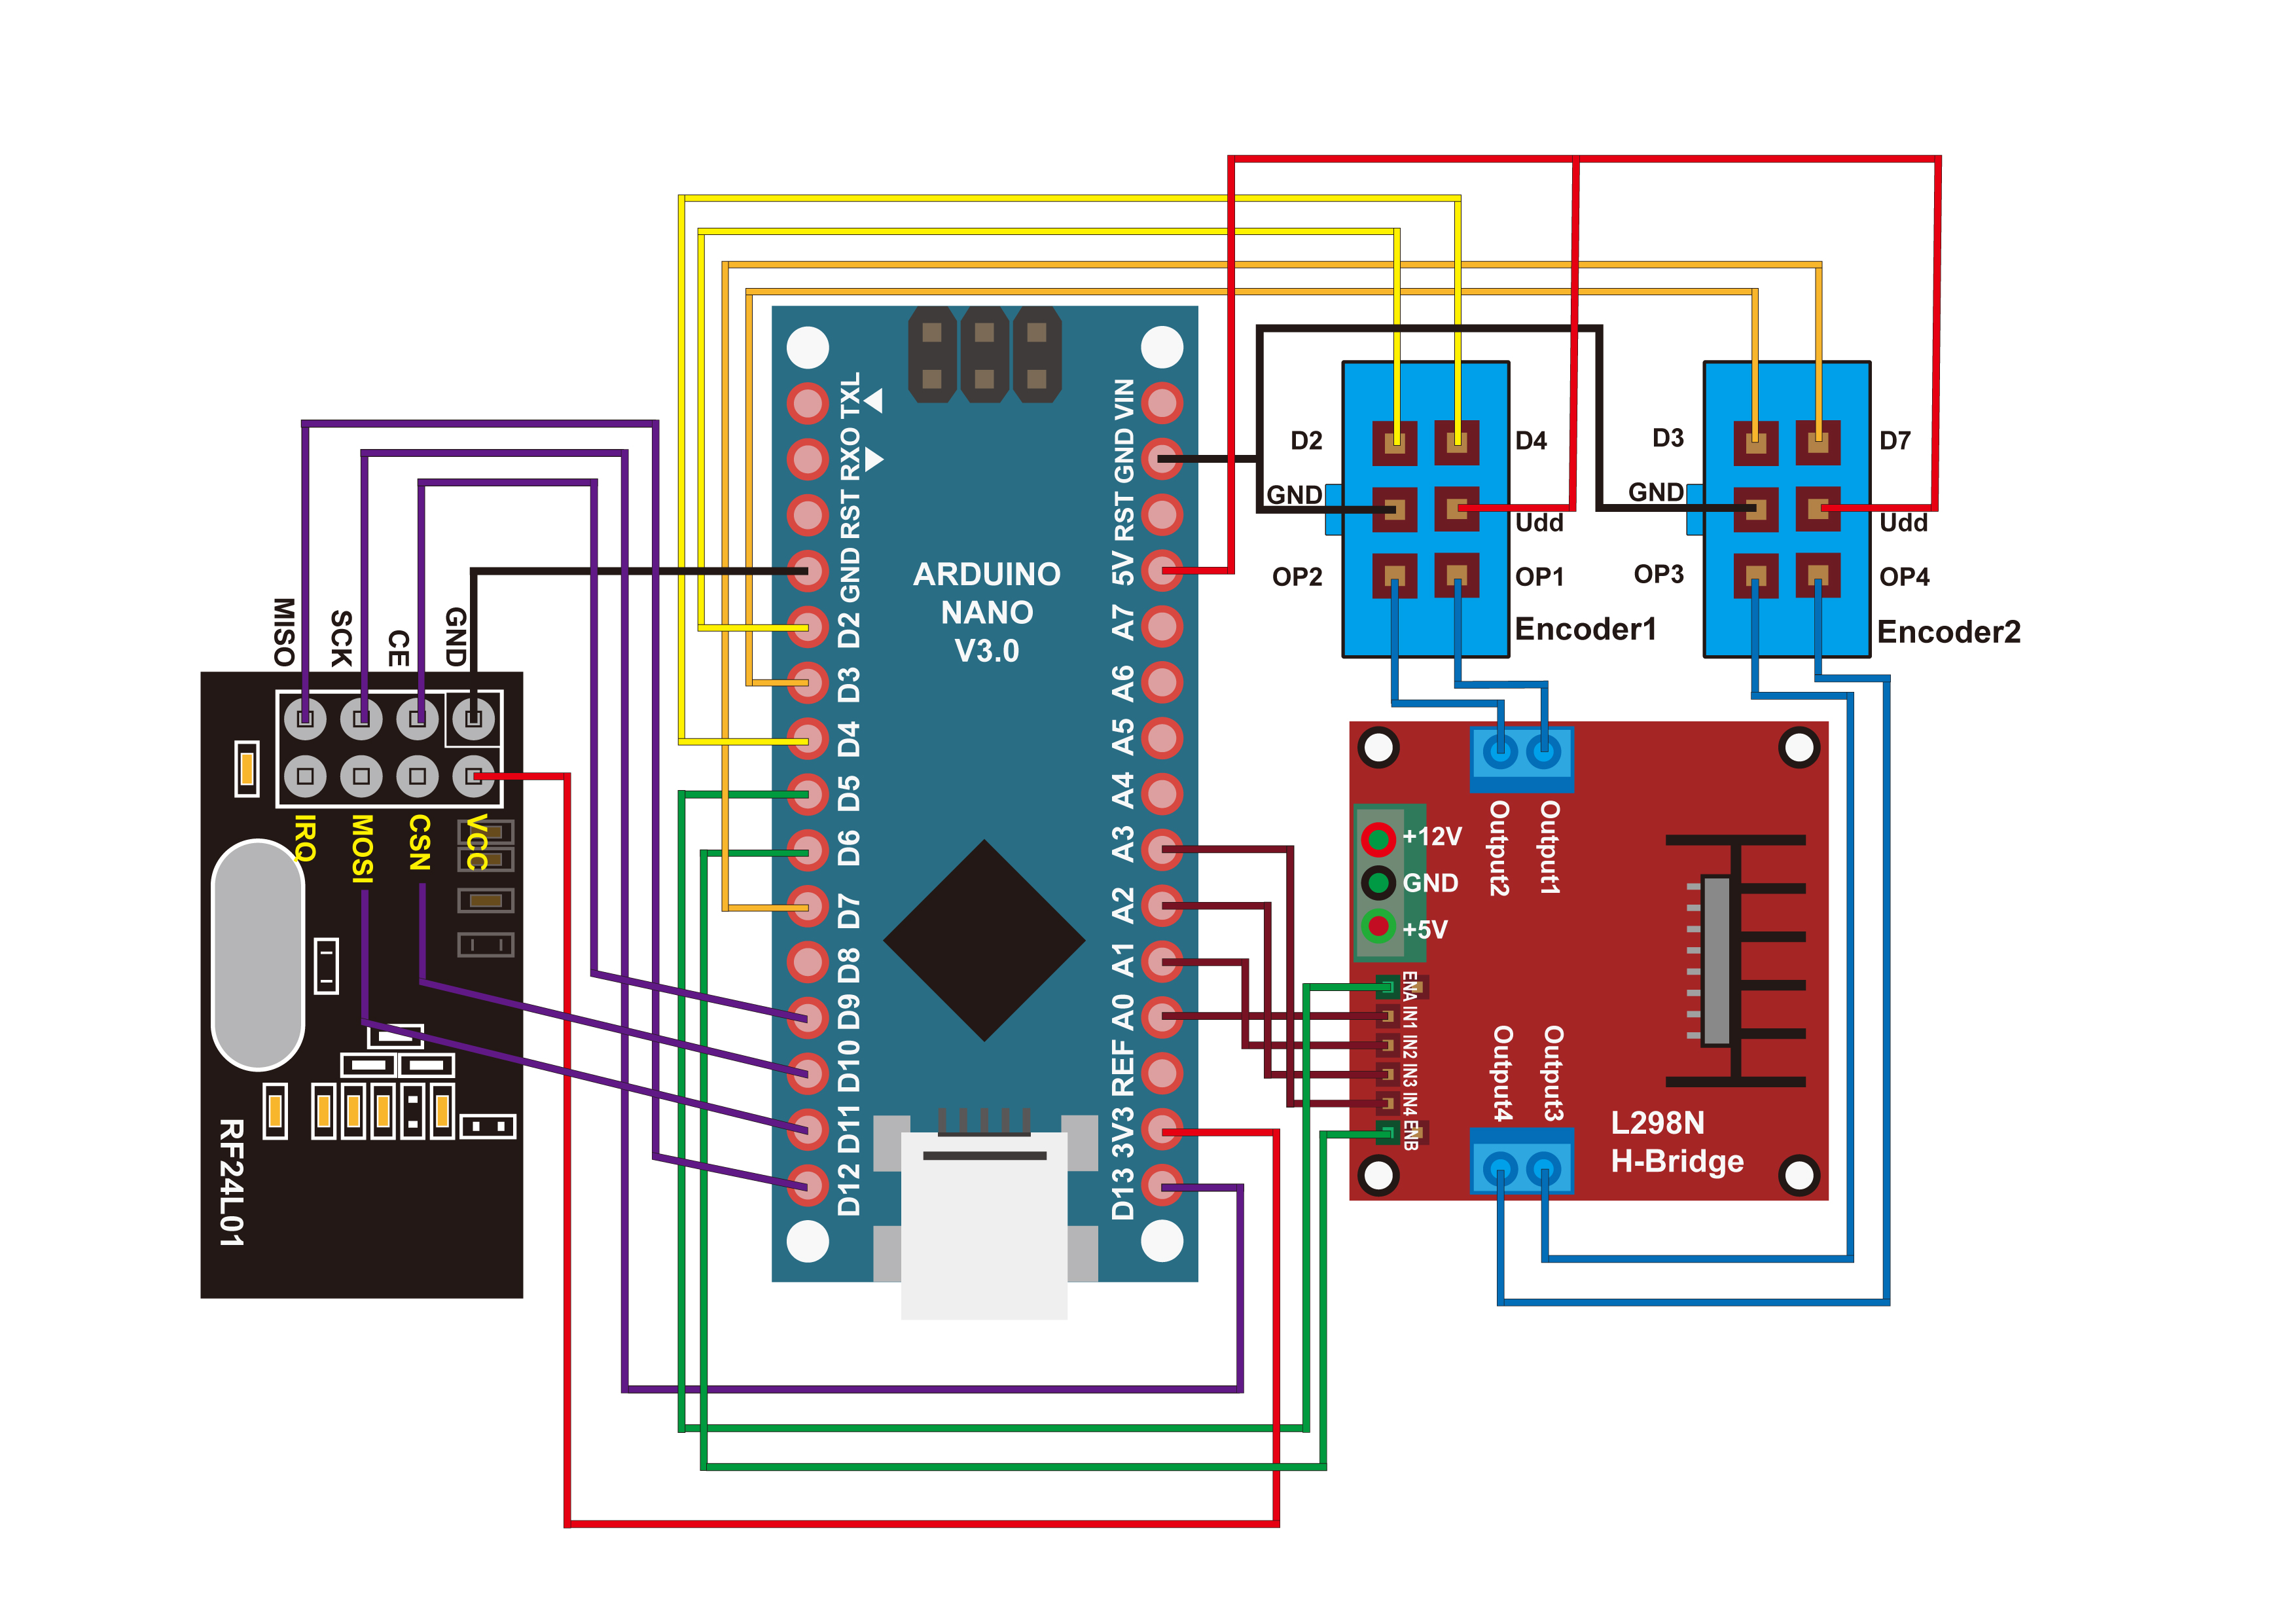 MISO
SCK
CE
GND
IRQ
MOSI
CSN
VCC
RF24L01
TXL
RXO
RST
GND
D2
D3
D4
D5
D6
D7
D8
D9
D10
D11
D12
ARDUINO
NANO
V3.0
VIN
GND
RST
5V
A7
A6
A5
A4
A3
A2
A1
A0
REF
3V3
D13
D2
D4
GND
Udd
OP2
OP1
Encoder1
D3
D7
GND
Udd
OP3
OP4
Encoder2
Output2
Output1
+12V
GND
+5V
ENA
IN1
IN2
IN3
IN4
ENB
Output4
Output3
L298N
H-Bridge